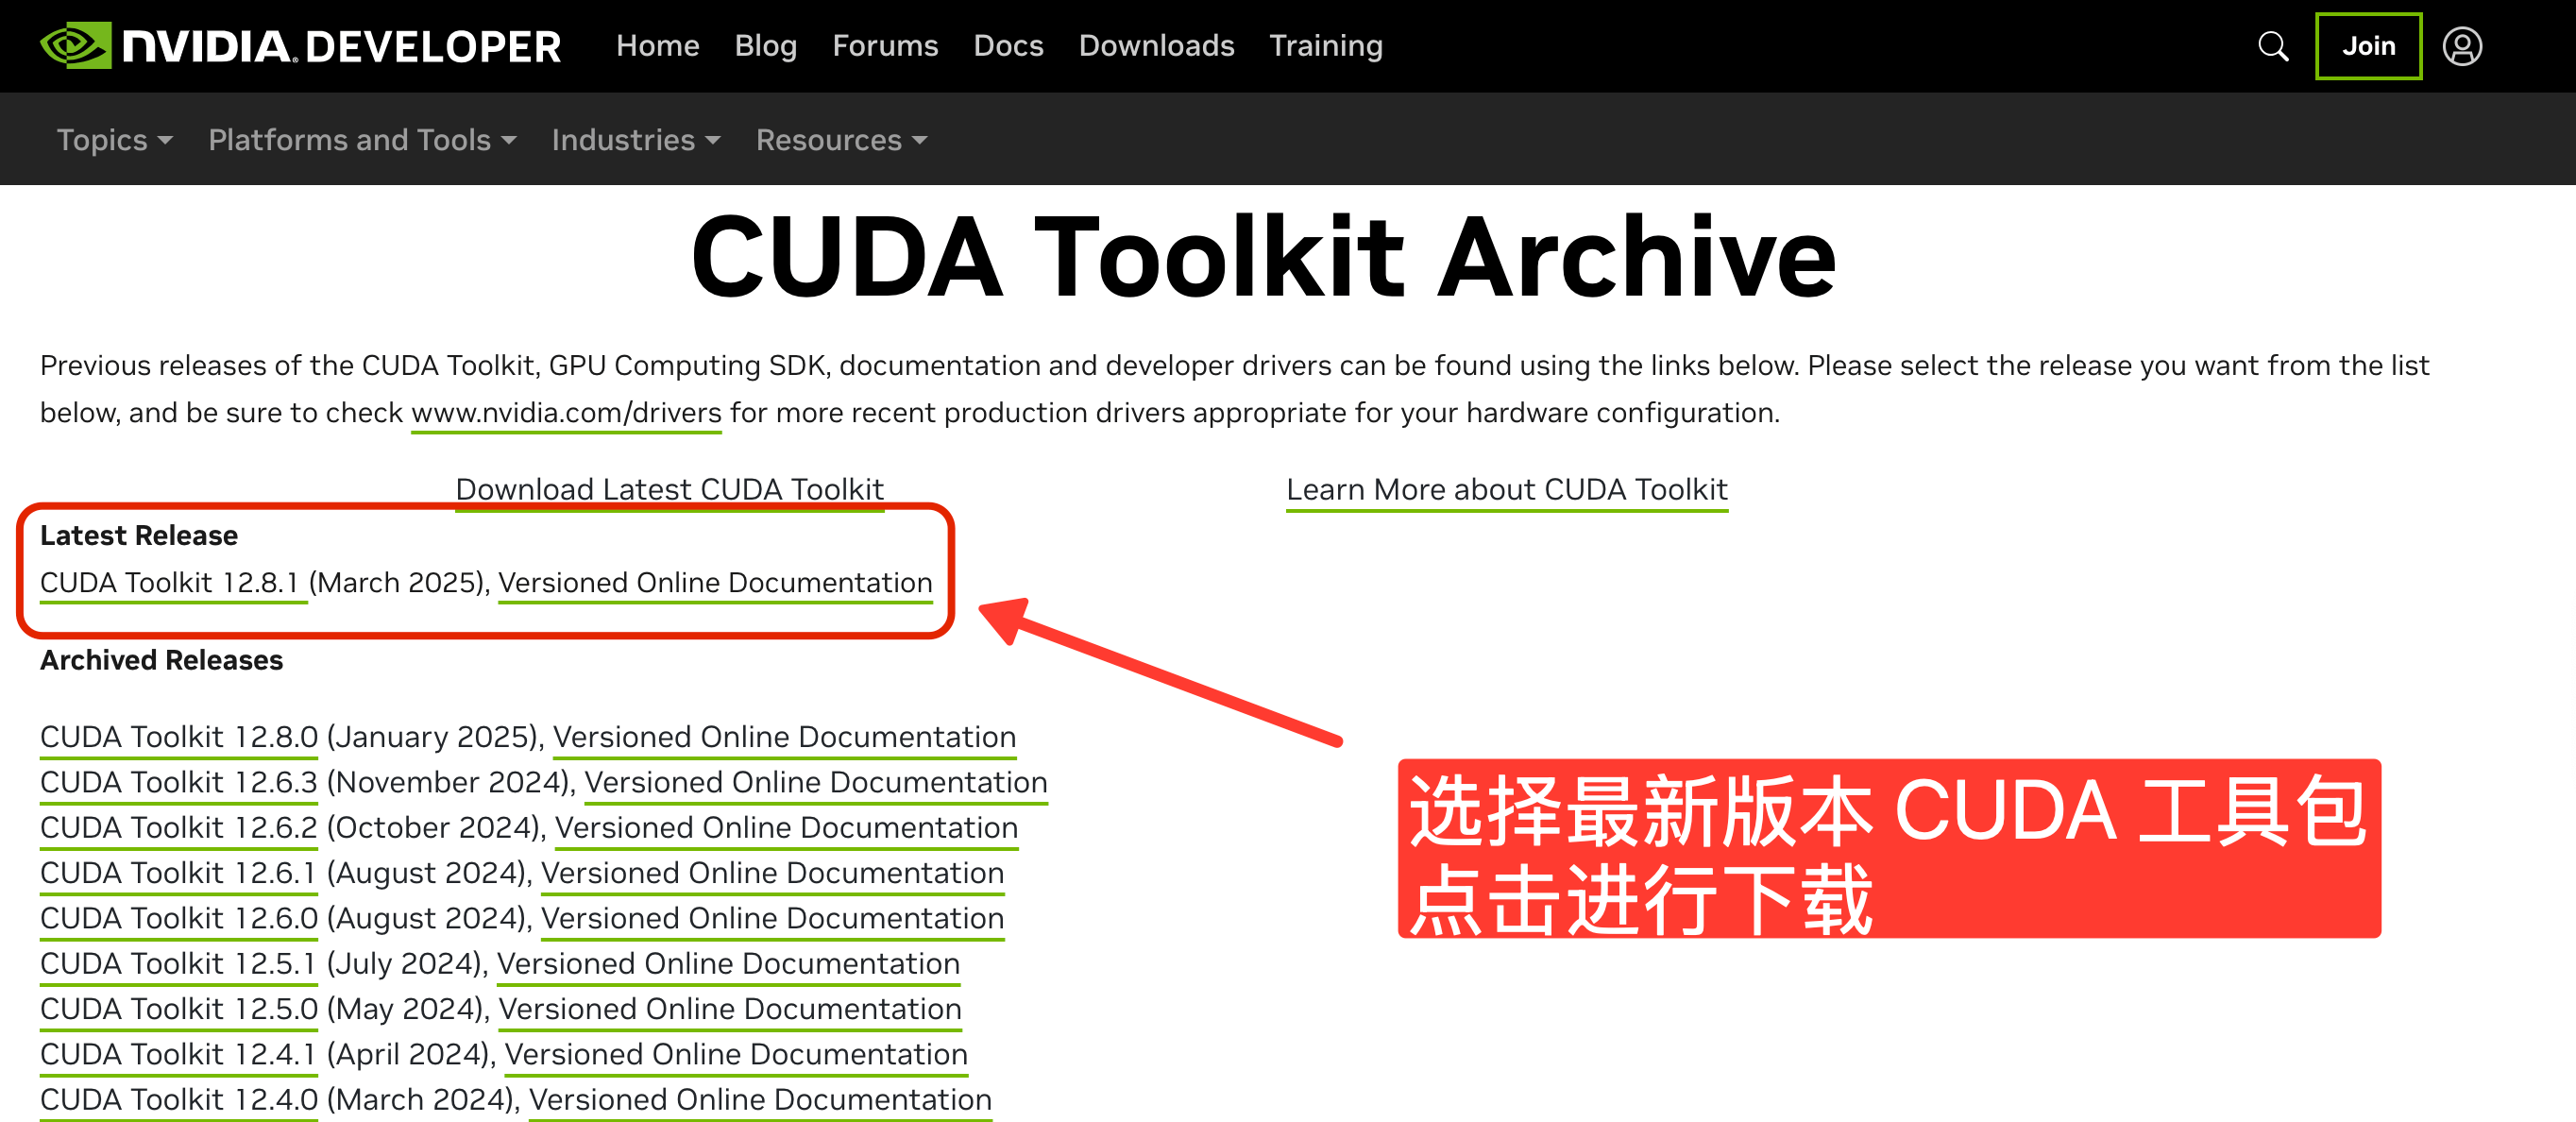 NVIDIA. DEVELOPER Home Blog Forums Docs Downloads Training Join
Topics Platforms and Tools Industries Resources
CUDA Toolkit Archive
Previous releases of the CUDA Toolkit, GPU Computing SDK, documentation and developer drivers can be found using the links below. Please select the release you want from the list
below, and be sure to check www.nvidia.com/drivers for more recent production drivers appropriate for your hardware configuration.
Download Latest CUDA Toolkit Learn More about CUDA Toolkit
Latest Release
CUDA Toolkit 12.8.1 (March 2025), Versioned Online Documentation
Archived Releases
CUDA Toolkit 12.8.0 (January 2025), Versioned Online Documentation
CUDA Toolkit 12.6.3 (November 2024), Versioned Online Documentation
CUDA Toolkit 12.6.2 (October 2024), Versioned Online Documentation
CUDA Toolkit 12.6.1 (August 2024), Versioned Online Documentation
CUDA Toolkit 12.6.0 (August 2024), Versioned Online Documentation
CUDA Toolkit 12.5.1 (July 2024), Versioned Online Documentation
CUDA Toolkit 12.5.0 (May 2024), Versioned Online Documentation
CUDA Toolkit 12.4.1 (April 2024), Versioned Online Documentation
CUDA Toolkit 12.4.0 (March 2024), Versioned Online Documentation
选择最新版本 CUDA 工具包
点击进行下载